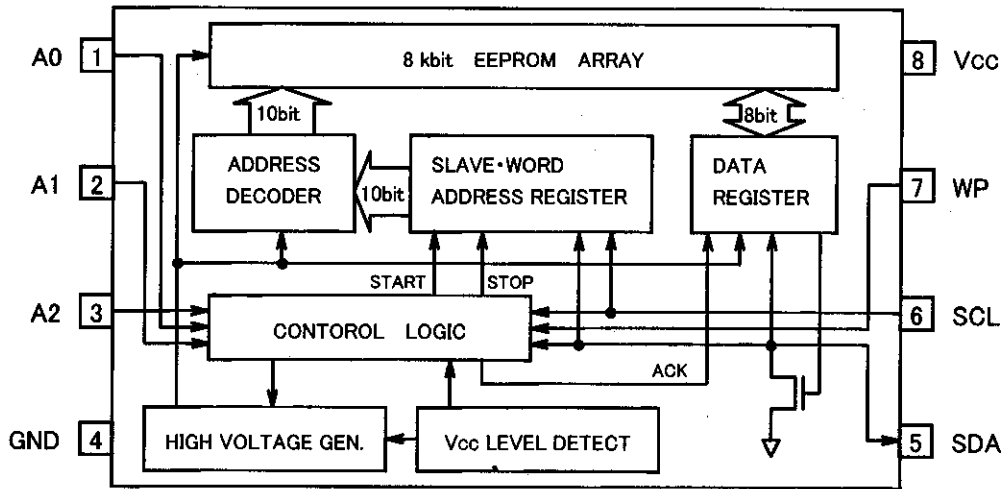 8 kbit EEPROM ARRAY
A0 1
8 Vcc
10bit
8bit
ADDRESS
DECODER
10bit
SLAVE・WORD
ADDRESS REGISTER
DATA
REGISTER
A1 2
7 WP
START
STOP
A2 3
CONTOROL LOGIC
6 SCL
ACK
GND 4
HIGH VOLTAGE GEN.
Vcc LEVEL DETECT
5 SDA